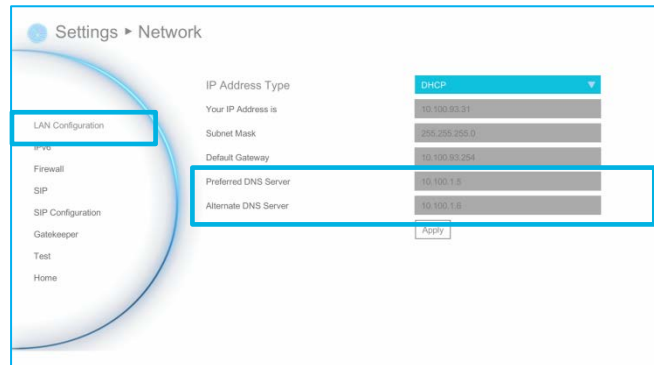 Settings ▸ Network
IP Address Type DHCP
Your IP Address is 10.100.93.31
LAN Configuration
Subnet Mask 255.255.255.0
IPv6
Default Gateway 10.100.93.254
Firewall
Preferred DNS Server 10.100.1.5
SIP
Alternate DNS Server 10.100.1.6
SIP Configuration
Apply
Gatekeeper
Test
Home